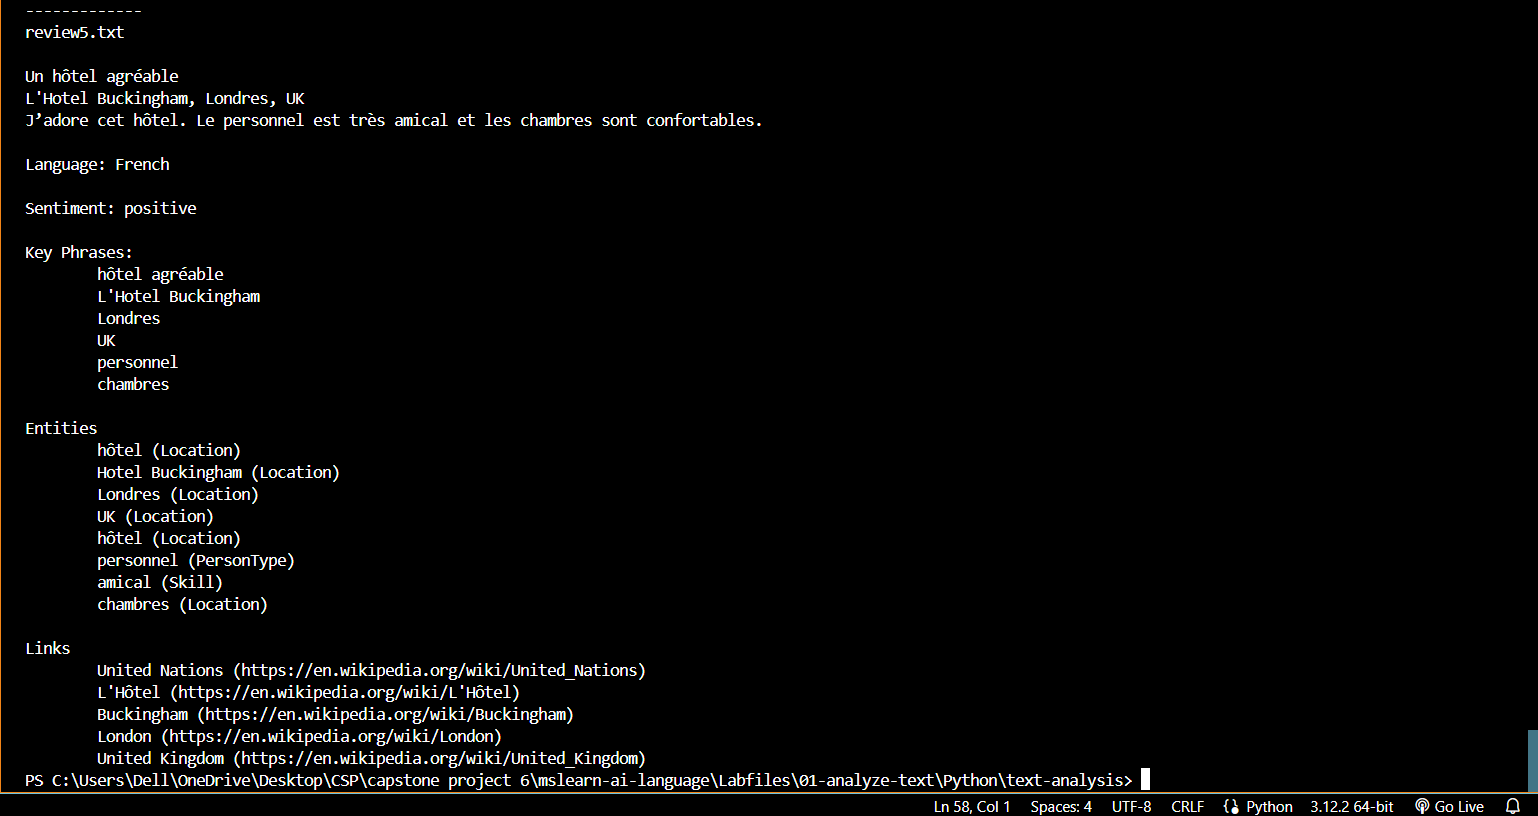 -------------
review5.txt
Un hôtel agréable
L'Hotel Buckingham, Londres, UK
J’adore cet hôtel. Le personnel est très amical et les chambres sont confortables.
Language: French
Sentiment: positive
Key Phrases:
hôtel agréable
L'Hotel Buckingham
Londres
UK
personnel
chambres
Entities
hôtel (Location)
Hotel Buckingham (Location)
Londres (Location)
UK (Location)
hôtel (Location)
personnel (PersonType)
amical (Skill)
chambres (Location)
Links
United Nations (https://en.wikipedia.org/wiki/United_Nations)
L'Hôtel (https://en.wikipedia.org/wiki/L'Hôtel)
Buckingham (https://en.wikipedia.org/wiki/Buckingham)
London (https://en.wikipedia.org/wiki/London)
United Kingdom (https://en.wikipedia.org/wiki/United_Kingdom)
PS C:\Users\Dell\OneDrive\Desktop\CSP\capstone project 6\mslearn-ai-language\Labfiles\01-analyze-text\Python\text-analysis>
Ln 58, Col 1 Spaces: 4 UTF-8 CRLF Python 3.12.2 64-bit Go Live